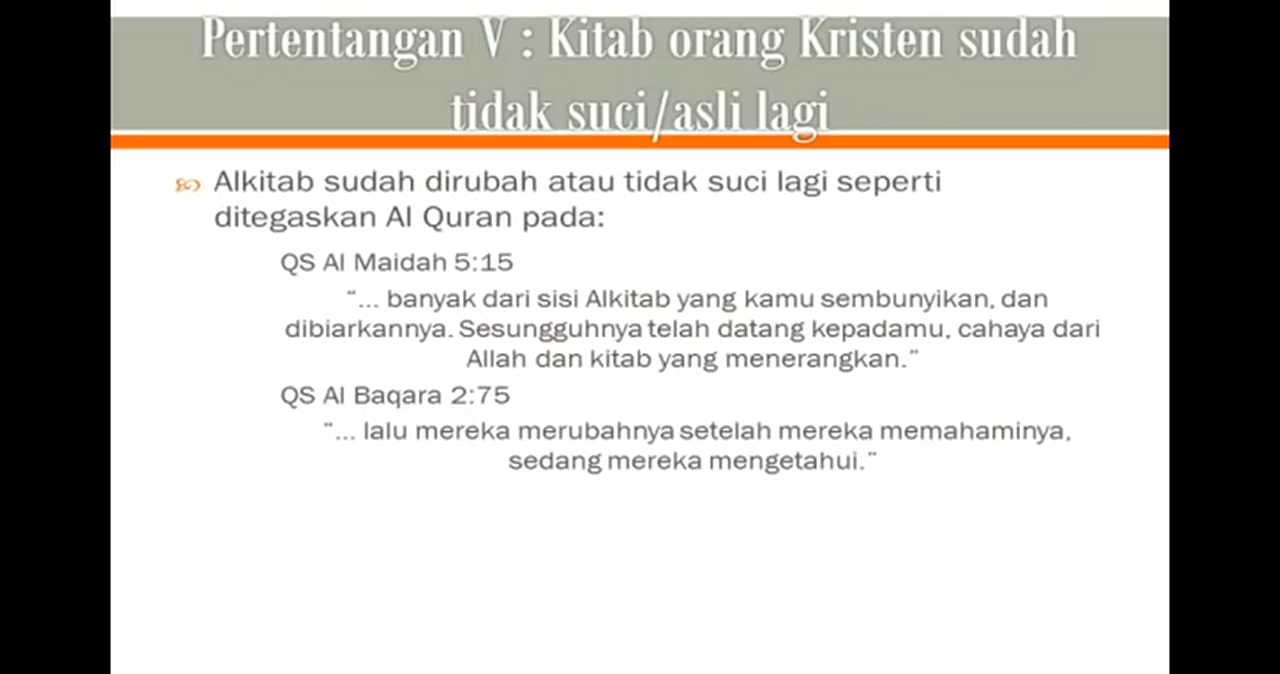 Pertentangan V : Kitab orang Kristen sudah
tidak suci/asli lagi
Alkitab sudah dirubah atau tidak suci lagi seperti
ditegaskan Al Quran pada:
QS Al Maidah 5:15
“... banyak dari sisi Alkitab yang kamu sembunyikan, dan
dibiarkannya. Sesungguhnya telah datang kepadamu, cahaya dari
Allah dan kitab yang menerangkan.”
QS Al Baqara 2:75
“... lalu mereka merubahnya setelah mereka memahaminya,
sedang mereka mengetahui.”